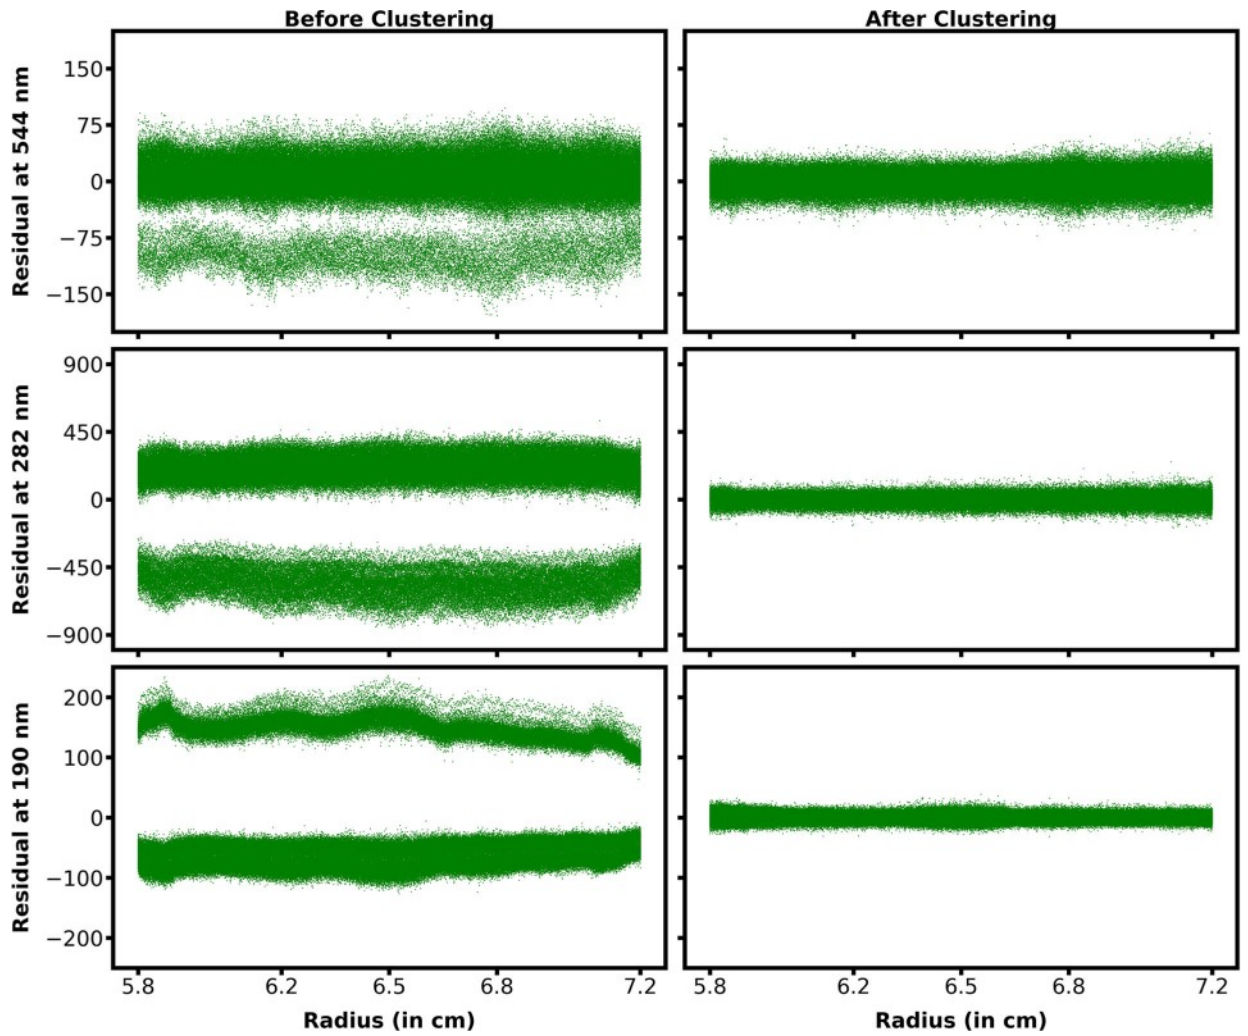 Before Clustering
After Clustering
Residual at 544 nm
150
75
0
−75
−150
Residual at 282 nm
900
450
0
−450
−900
Residual at 190 nm
200
100
0
−100
−200
5.8 6.2 6.5 6.8 7.2
5.8 6.2 6.5 6.8 7.2
Radius (in cm)
Radius (in cm)